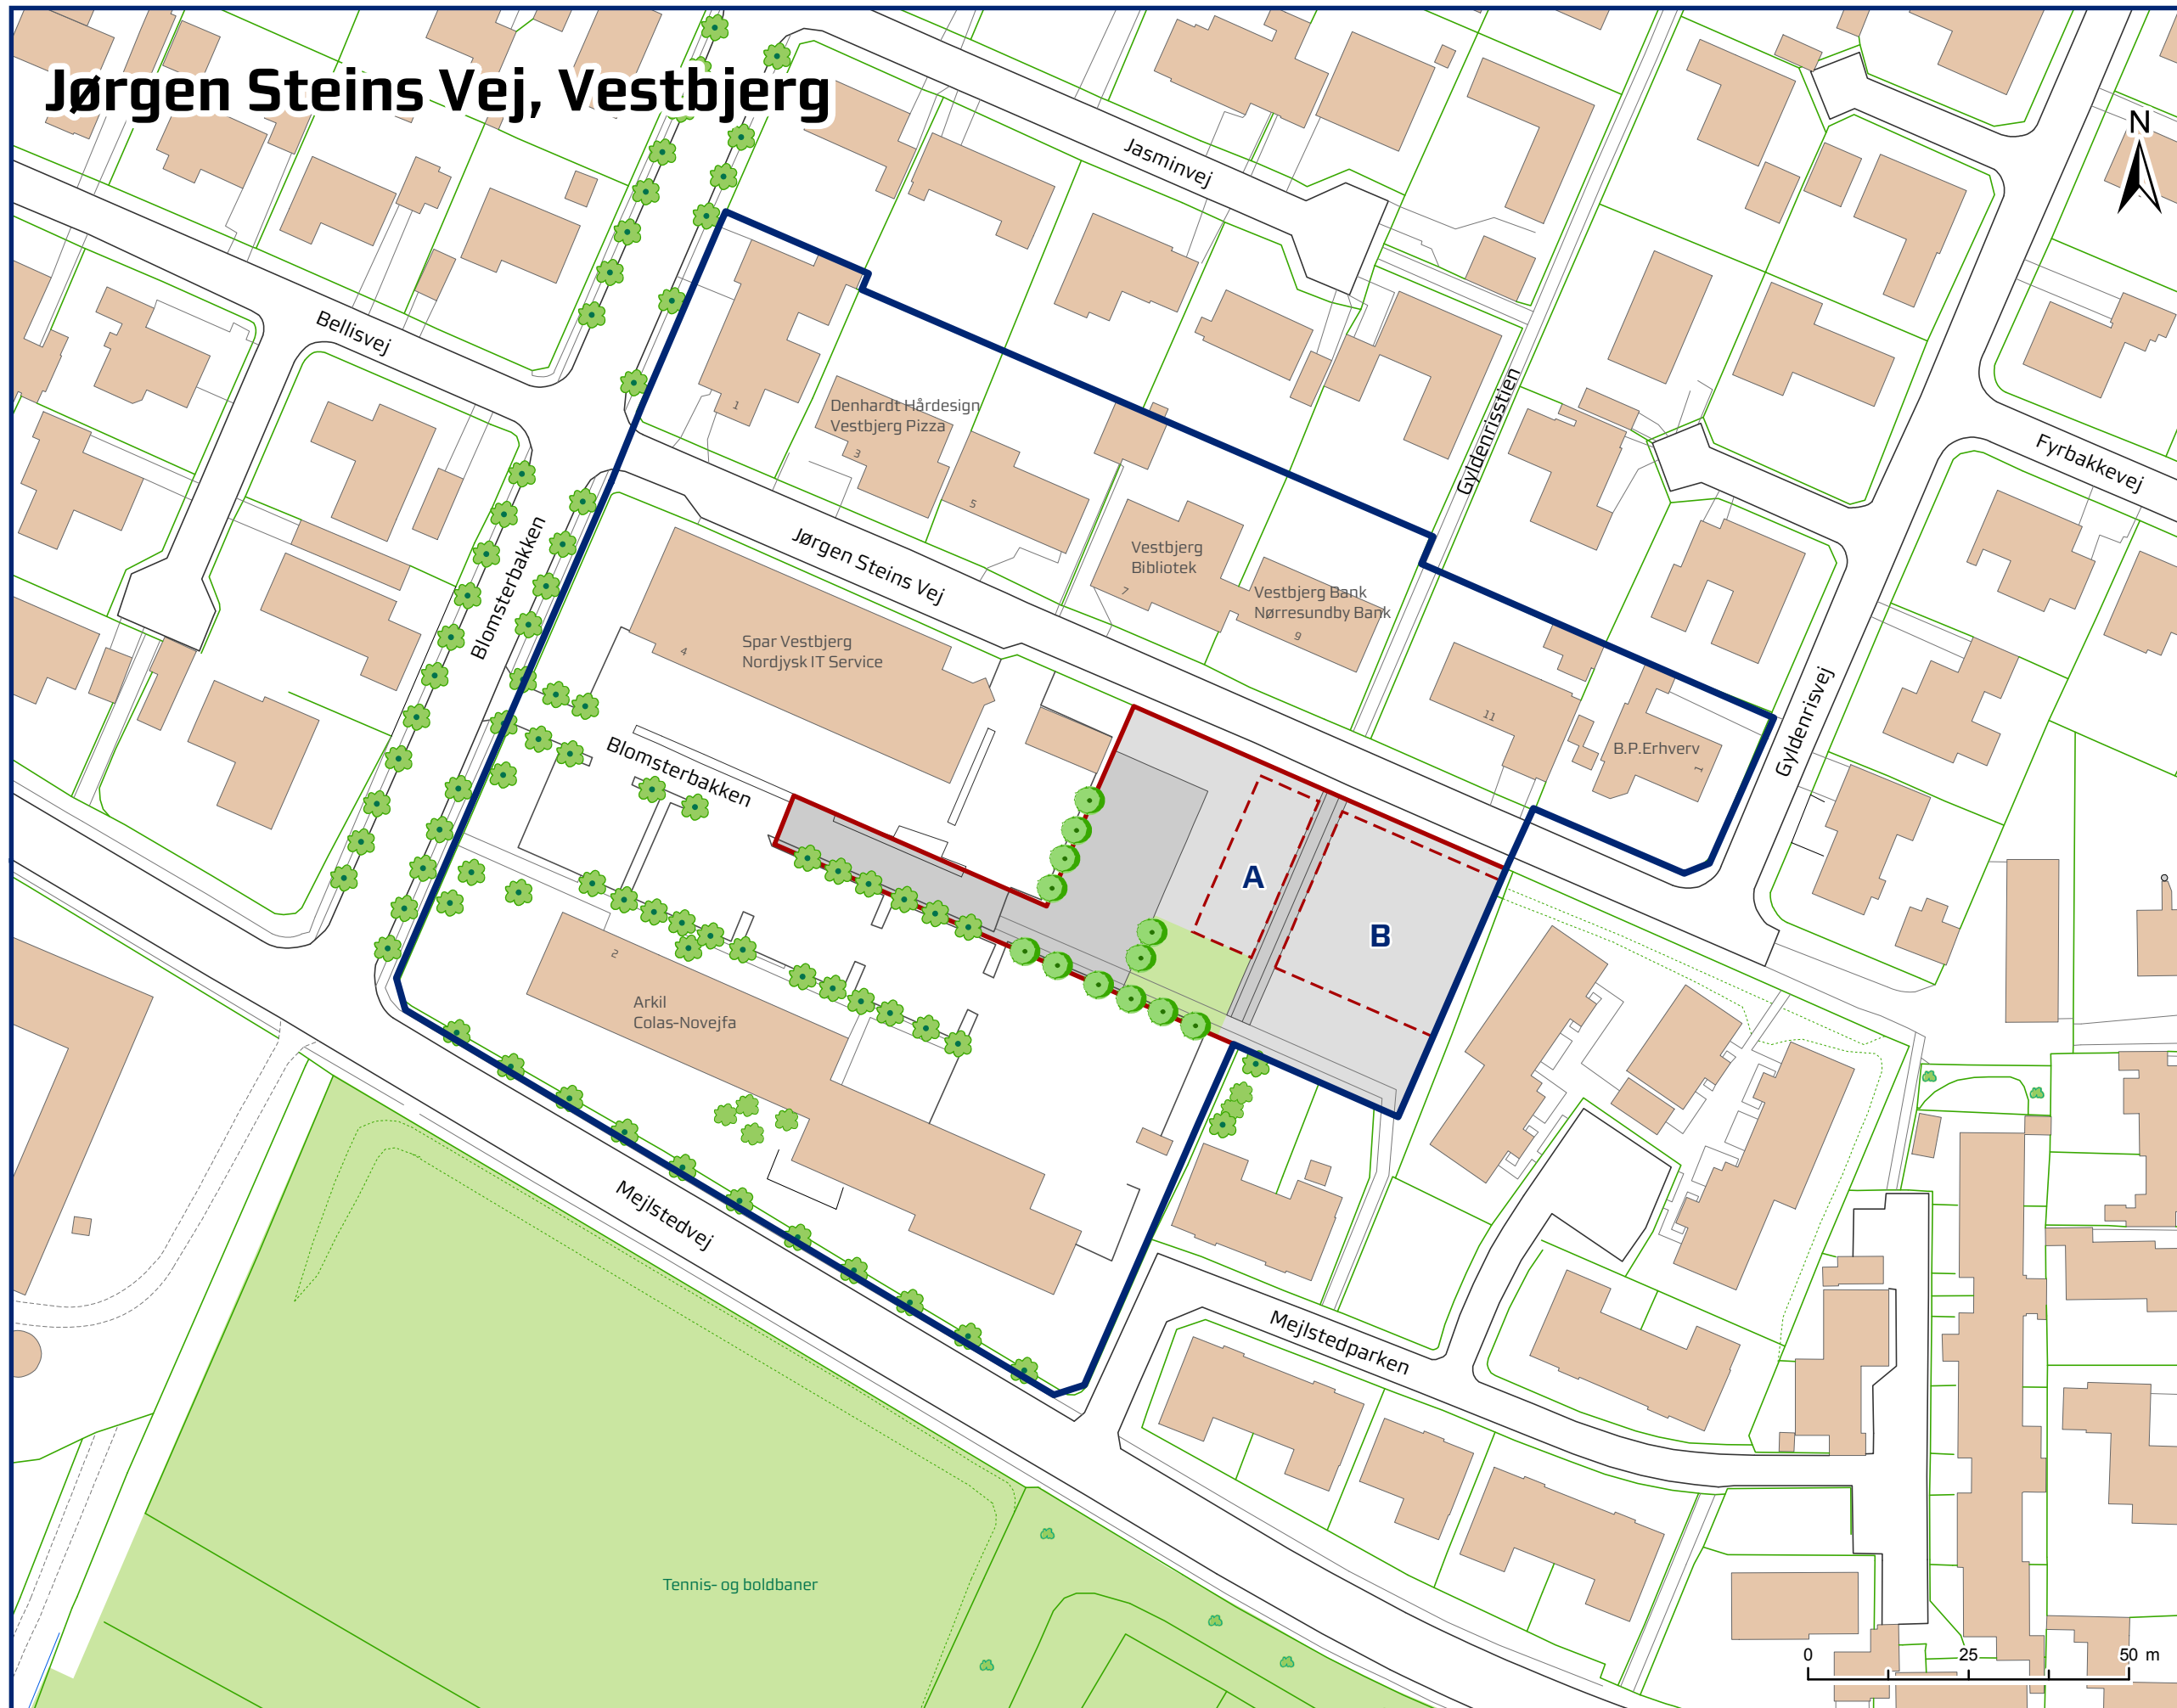 Jørgen Steins Vej, Vestbjerg
N
Jasminvej
Bellisvej
Gyldenrisstien
Fyrbakkevej
1
Denhardt Hårdesign
Vestbjerg Pizza
3
5
Blomsterbakken
Jørgen Steins Vej
Vestbjerg
Bibliotek
7
Vestbjerg Bank
Nørresundby Bank
9
Spar Vestbjerg
Nordjysk IT Service
4
11
B.P.Erhverv
1
Gyldenrisvej
Blomsterbakken
A
B
2
Arkil
Colas-Novejfa
Mejlstedvej
Mejlstedparken
Tennis- og boldbaner
0 25 50 m